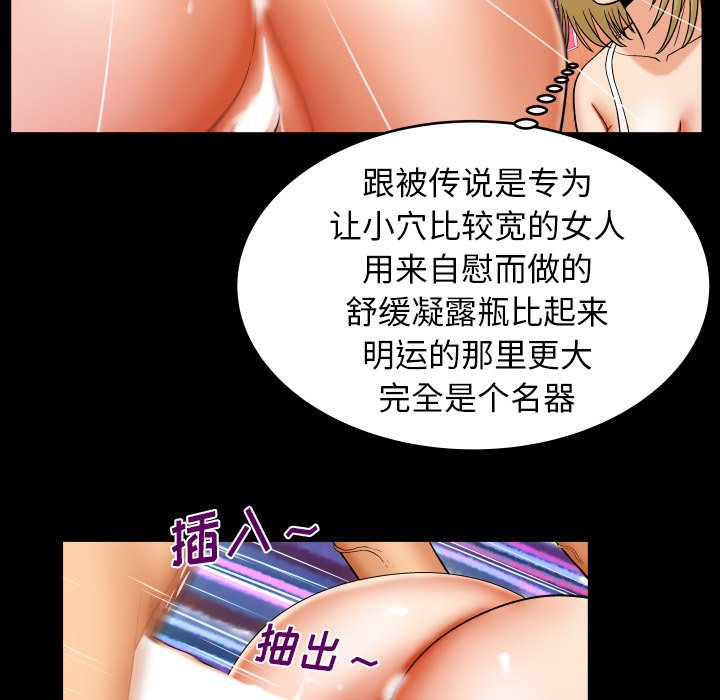 跟被传说是专为
让小穴比较宽的女人
用来自慰而做的
舒缓凝露瓶比起来
明运的那里更大
完全是个名器
插入～
抽出～